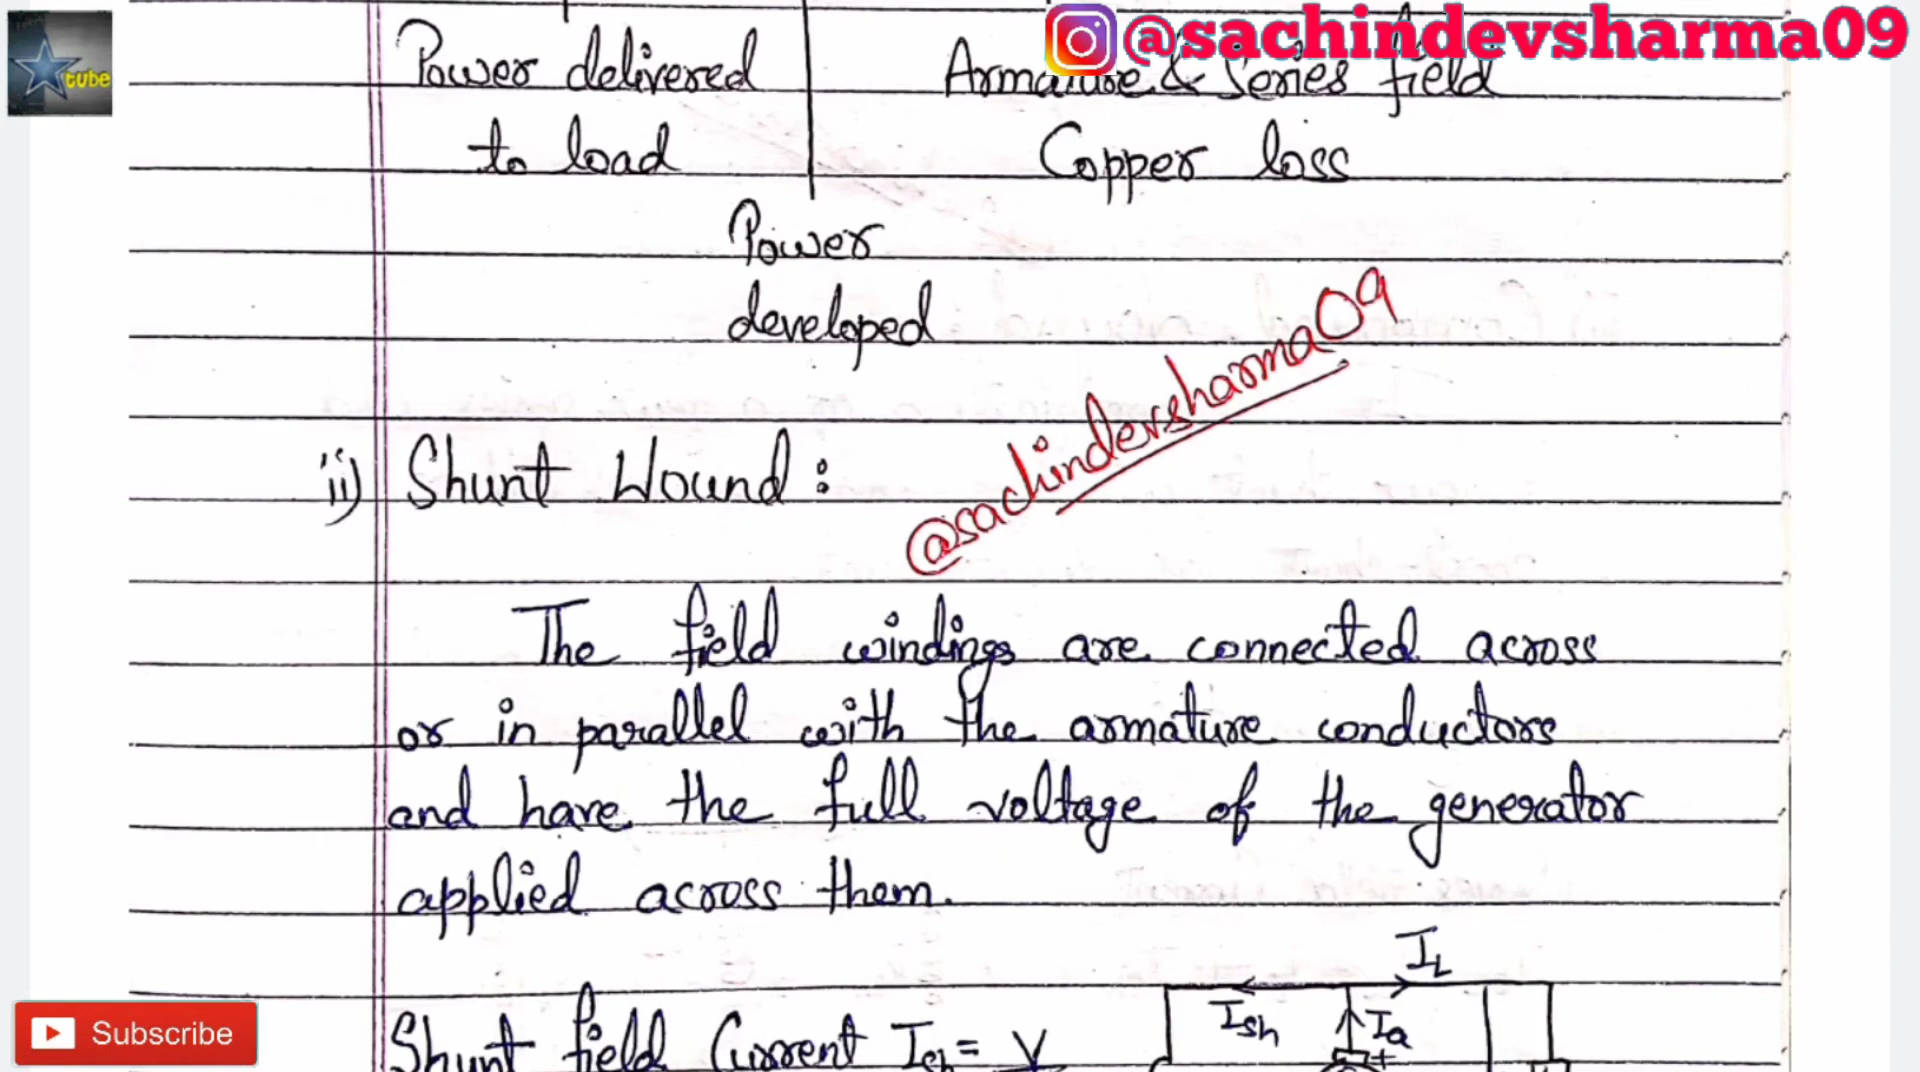 @sachindevsharma09
tube
Power delivered
to load
Armature & Series field
Copper loss
Power
developed
@sachindevsharma09
ii) Shunt Wound :
The field windings are connected across
or in parallel with the armature conductors
and have the full voltage of the generator
applied across them.
IL
Ish
Ia
+
Shunt field Current Ish = V
Subscribe